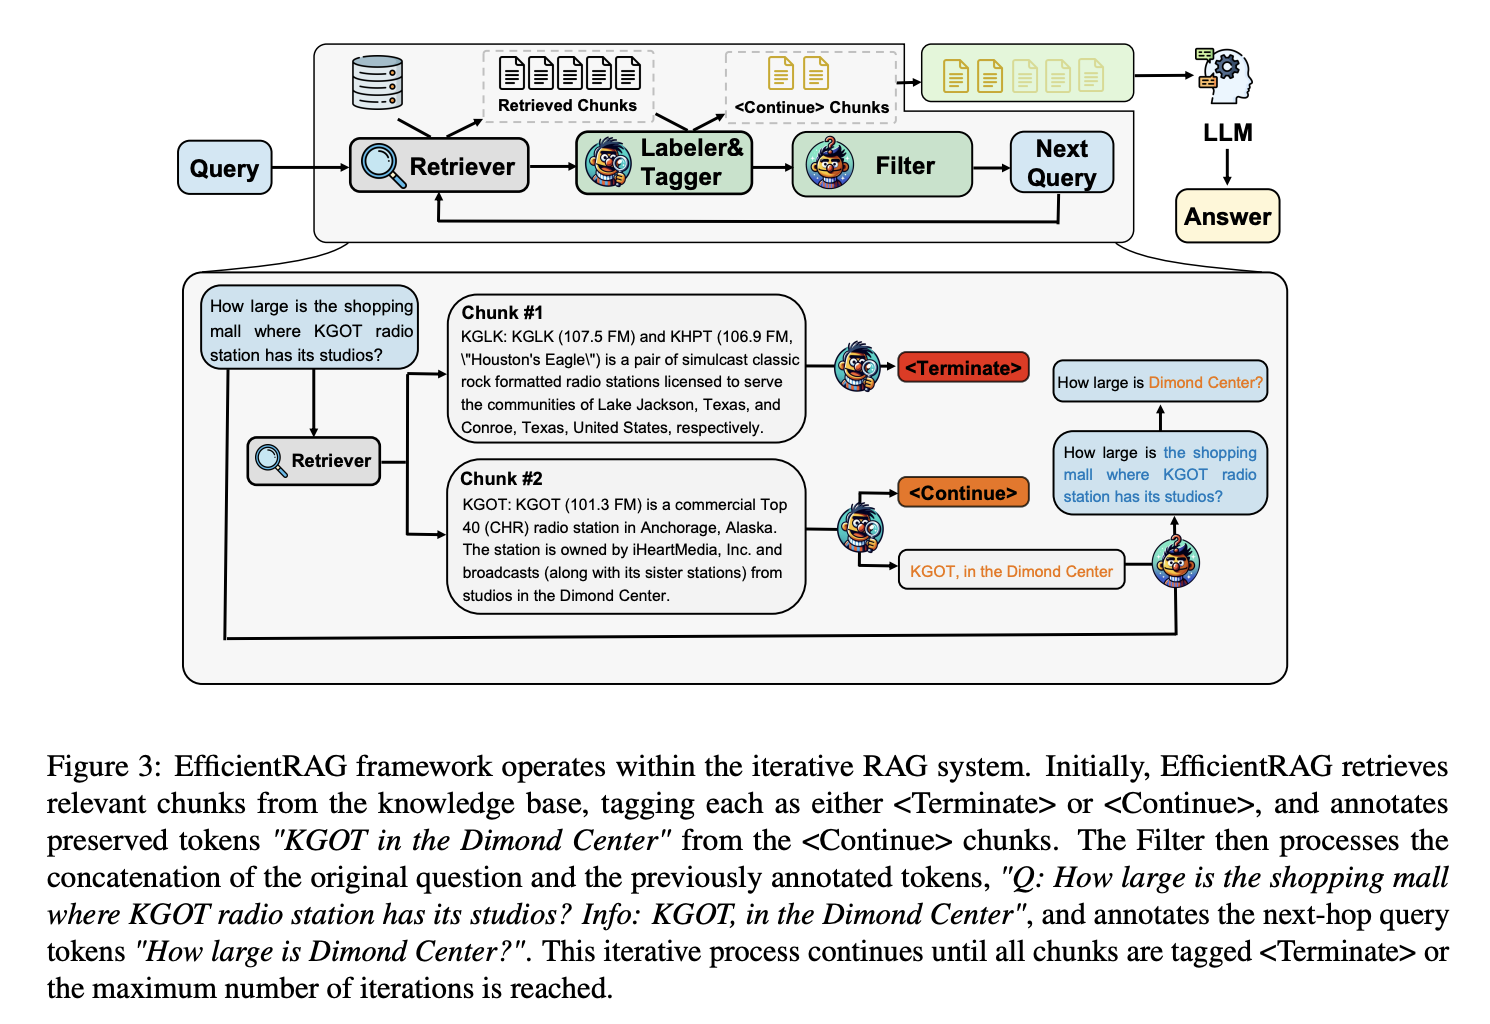 Retrieved Chunks
<Continue> Chunks
Query
Retriever
Labeler&
Tagger
Filter
Next
Query
LLM
Answer
How large is the shopping
mall where KGOT radio
station has its studios?
Retriever
Chunk #1
KGLK: KGLK (107.5 FM) and KHPT (106.9 FM,
\"Houston's Eagle\") is a pair of simulcast classic
rock formatted radio stations licensed to serve
the communities of Lake Jackson, Texas, and
Conroe, Texas, United States, respectively.
<Terminate>
Chunk #2
KGOT: KGOT (101.3 FM) is a commercial Top
40 (CHR) radio station in Anchorage, Alaska.
The station is owned by iHeartMedia, Inc. and
broadcasts (along with its sister stations) from
studios in the Dimond Center.
<Continue>
KGOT, in the Dimond Center
How large is Dimond Center?
How large is the shopping
mall where KGOT radio
station has its studios?
Figure 3: EfficientRAG framework operates within the iterative RAG system. Initially, EfficientRAG retrieves
relevant chunks from the knowledge base, tagging each as either <Terminate> or <Continue>, and annotates
preserved tokens "KGOT in the Dimond Center" from the <Continue> chunks. The Filter then processes the
concatenation of the original question and the previously annotated tokens, "Q: How large is the shopping mall
where KGOT radio station has its studios? Info: KGOT, in the Dimond Center", and annotates the next-hop query
tokens "How large is Dimond Center?". This iterative process continues until all chunks are tagged <Terminate> or
the maximum number of iterations is reached.